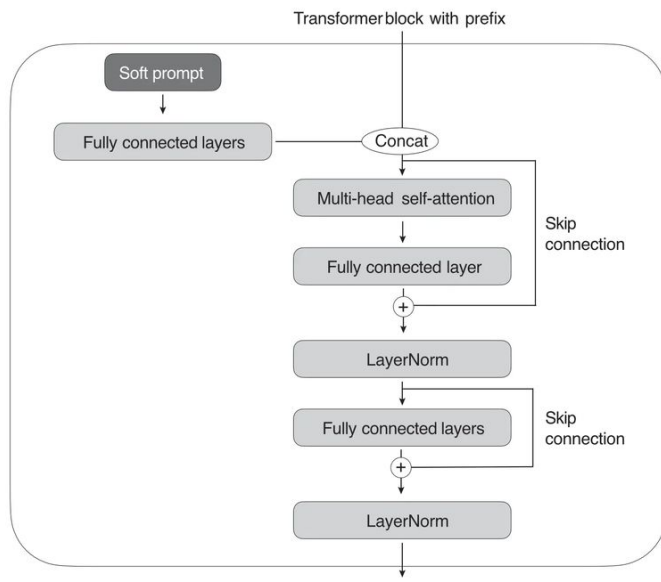 Transformer block with prefix
Soft prompt
Fully connected layers
Concat
Multi-head self-attention
Skip
connection
Fully connected layer
+
LayerNorm
Fully connected layers
Skip
connection
+
LayerNorm